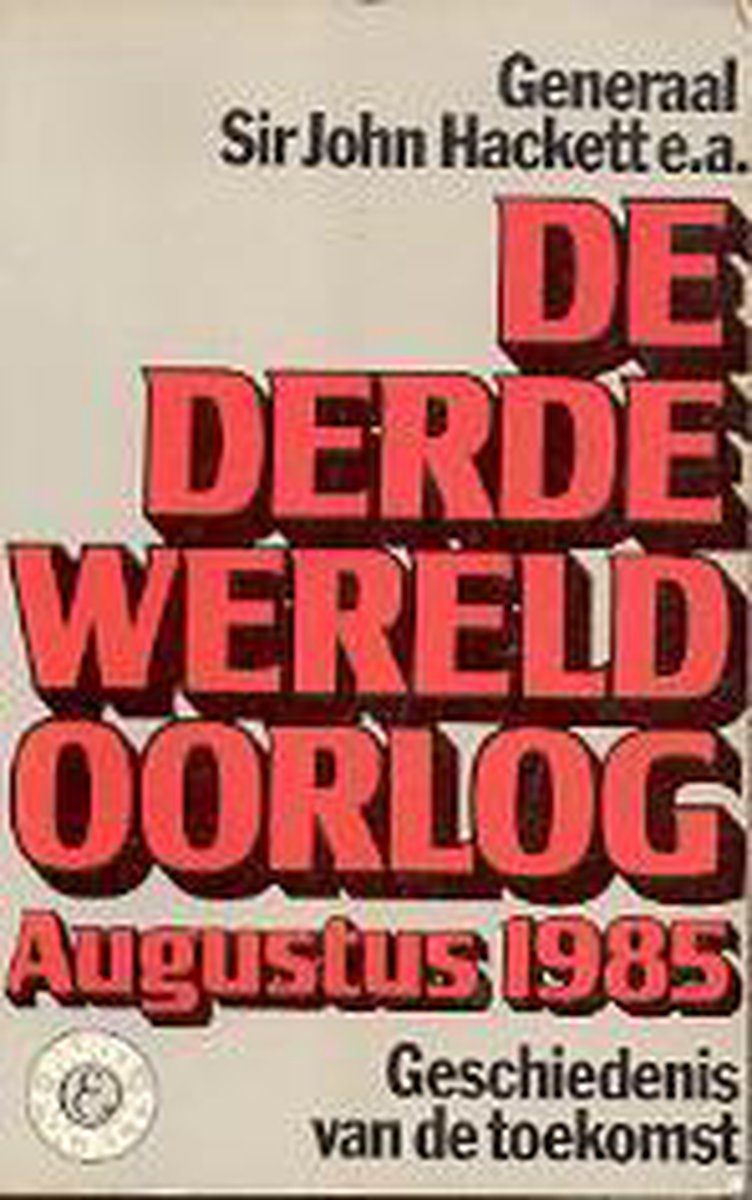 Generaal
Sir John Hackett e.a.
DE
DERDE
WERELD
OORLOG
Augustus 1985
Geschiedenis
van de toekomst